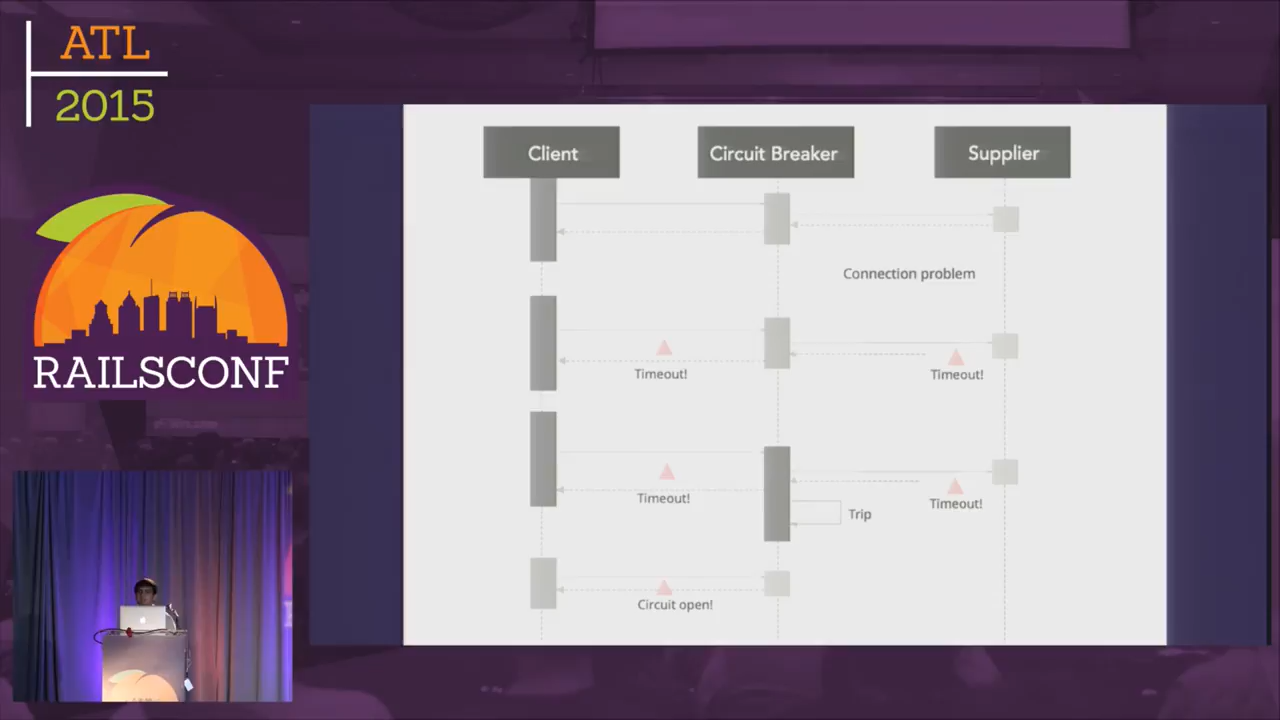 ATL
2015
RAILSCONF
Client
Circuit Breaker
Supplier
Connection problem
Timeout!
Timeout!
Timeout!
Timeout!
Trip
Circuit open!